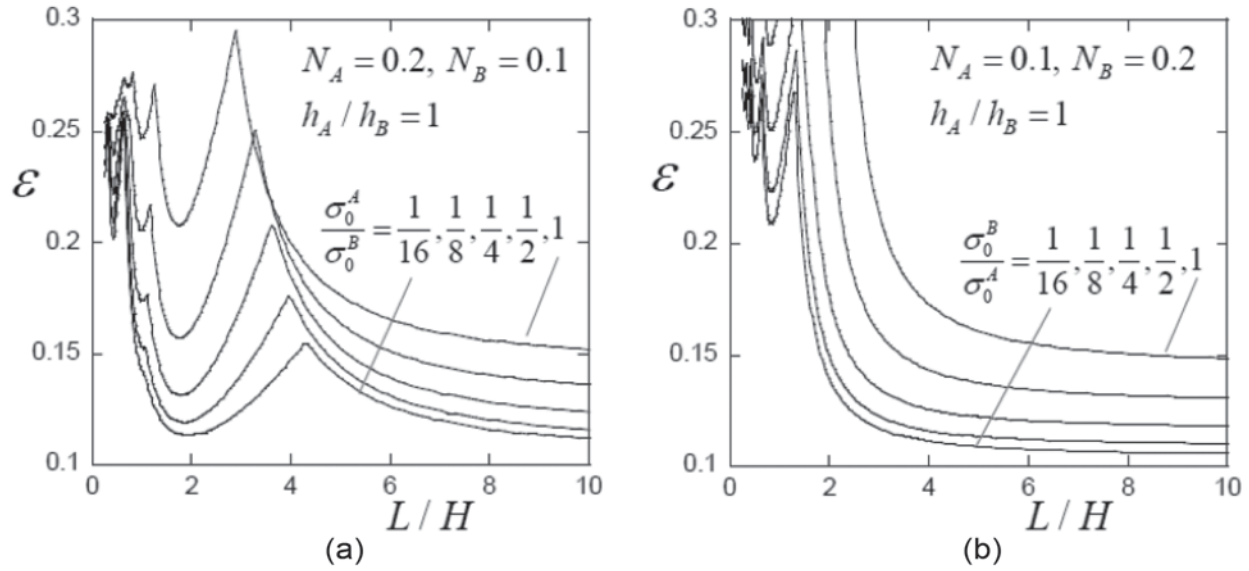 0.3
0.25
0.2
0.15
0.1
ε
0 2 4 6 8 10
L / H
N_A = 0.2, N_B = 0.1
h_A / h_B = 1
σ_0^A / σ_0^B = 1/16, 1/8, 1/4, 1/2, 1
(a)
0.3
0.25
0.2
0.15
0.1
ε
0 2 4 6 8 10
L / H
N_A = 0.1, N_B = 0.2
h_A / h_B = 1
σ_0^B / σ_0^A = 1/16, 1/8, 1/4, 1/2, 1
(b)